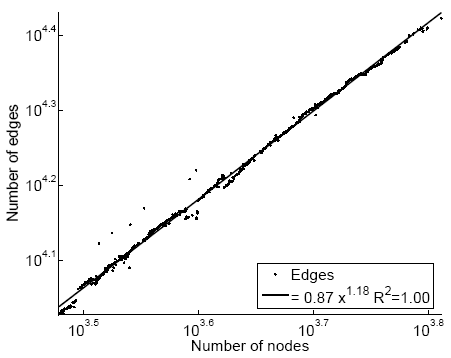 10^4.4
10^4.3
10^4.2
10^4.1
Number of edges
Edges
= 0.87 x^1.18 R^2=1.00
10^3.5 10^3.6 10^3.7 10^3.8
Number of nodes